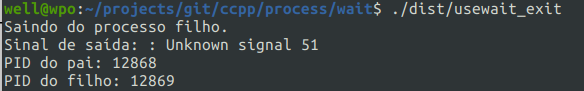 well@wpo:~/projects/git/ccpp/process/wait$ ./dist/usewait_exit
Saindo do processo filho.
Sinal de saída: : Unknown signal 51
PID do pai: 12868
PID do filho: 12869